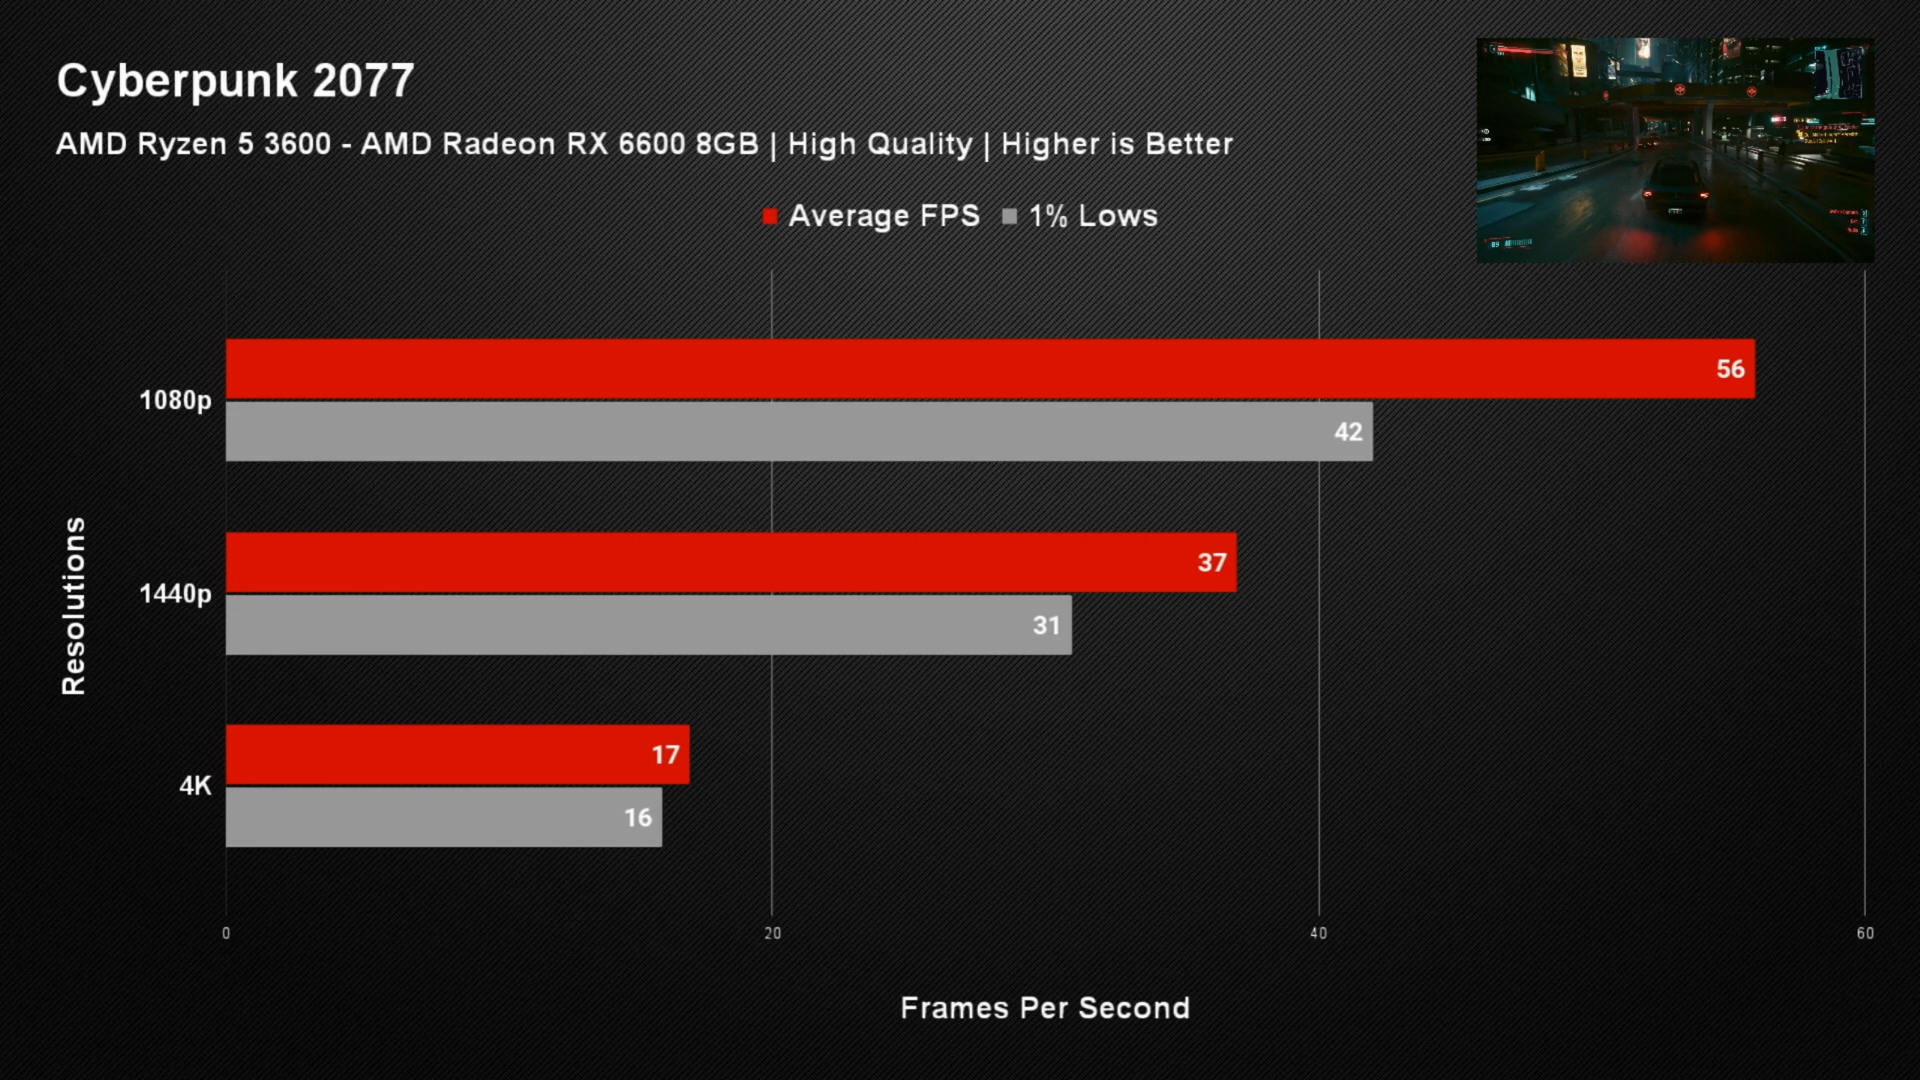 Cyberpunk 2077
AMD Ryzen 5 3600 - AMD Radeon RX 6600 8GB | High Quality | Higher is Better
Average FPS 1% Lows
1080p
56
42
1440p
37
31
4K
17
16
Resolutions
0 20 40 60
Frames Per Second